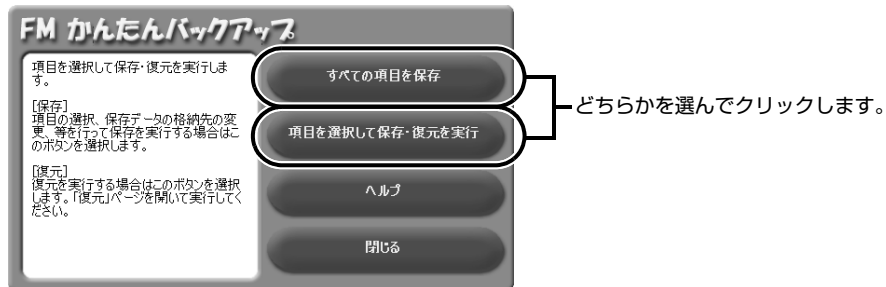 FM かんたんバックアップ
項目を選択して保存・復元を実行しま
す。
[保存]
項目の選択、保存データの格納先の変
更、等を行って保存を実行する場合はこ
のボタンを選択します。
[復元]
復元を実行する場合はこのボタンを選択
します。「復元」ページを開いて実行してく
ださい。
すべての項目を保存
項目を選択して保存・復元を実行
ヘルプ
閉じる
どちらかを選んでクリックします。